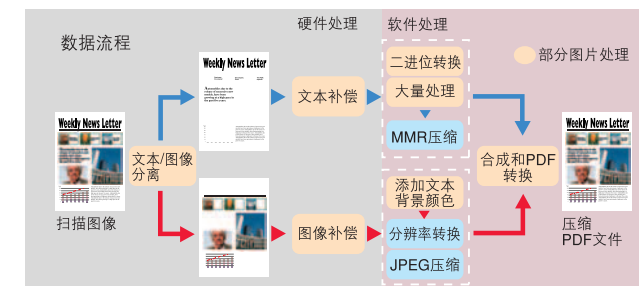 硬件处理
软件处理
数据流程
部分图片处理
Weekly News Letter
二进位转换
大量处理
文本补偿
MMR压缩
Weekly News Letter
文本/图像
分离
合成和PDF
转换
Weekly News Letter
添加文本
背景颜色
扫描图像
图像补偿
分辨率转换
JPEG压缩
压缩
PDF文件